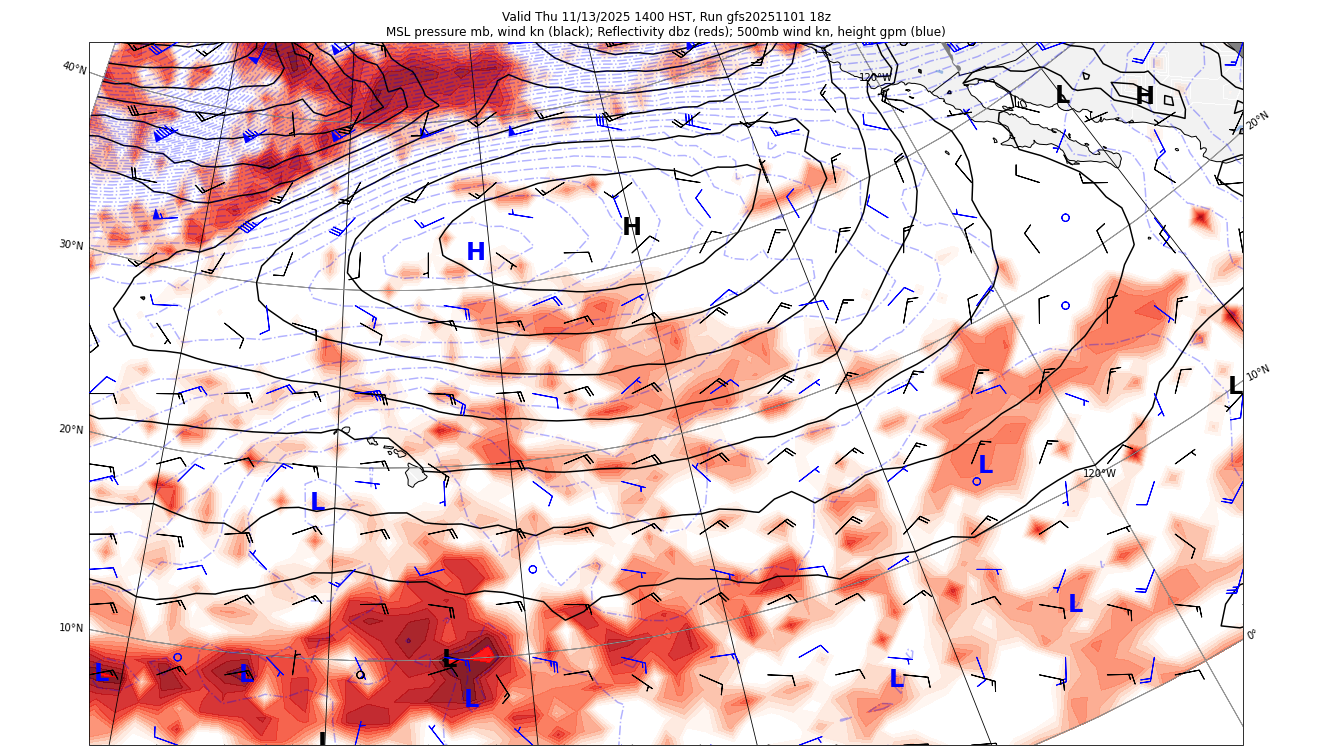 Valid Thu 11/13/2025 1400 HST, Run gfs20251101 18z
MSL pressure mb, wind kn (black); Reflectivity dbz (reds); 500mb wind kn, height gpm (blue)
40°N
120°W
L
H
20°N
H
H
30°N
10°N
L
20°N
L
120°W
L
L
10°N
0°
L
L
L
L
L
L